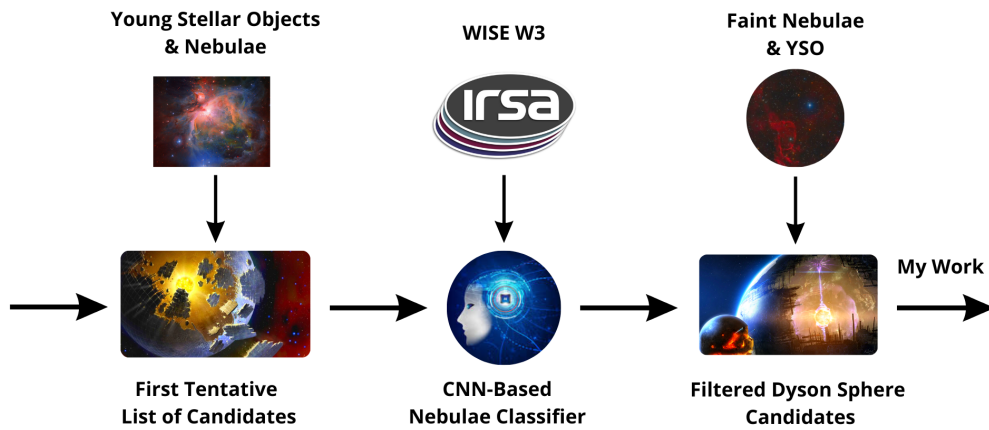 Young Stellar Objects
& Nebulae
WISE W3
Faint Nebulae
& YSO
irsa
My Work
First Tentative
List of Candidates
CNN-Based
Nebulae Classifier
Filtered Dyson Sphere
Candidates